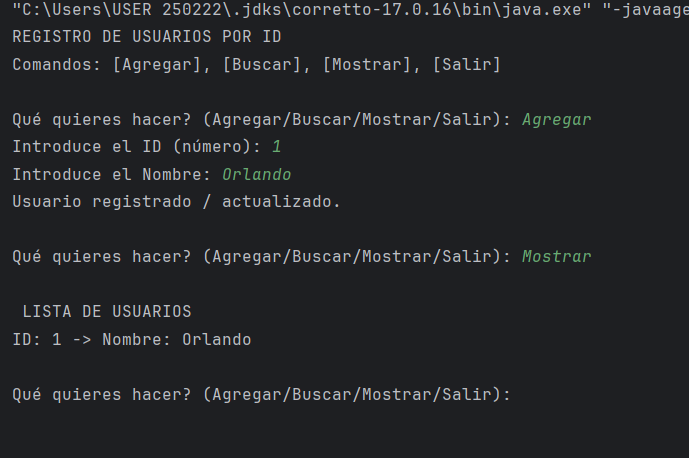 "C:\Users\USER 250222\.jdks\corretto-17.0.16\bin\java.exe" "-javaage
REGISTRO DE USUARIOS POR ID
Comandos: [Agregar], [Buscar], [Mostrar], [Salir]
Qué quieres hacer? (Agregar/Buscar/Mostrar/Salir): Agregar
Introduce el ID (número): 1
Introduce el Nombre: Orlando
Usuario registrado / actualizado.
Qué quieres hacer? (Agregar/Buscar/Mostrar/Salir): Mostrar
LISTA DE USUARIOS
ID: 1 -> Nombre: Orlando
Qué quieres hacer? (Agregar/Buscar/Mostrar/Salir):